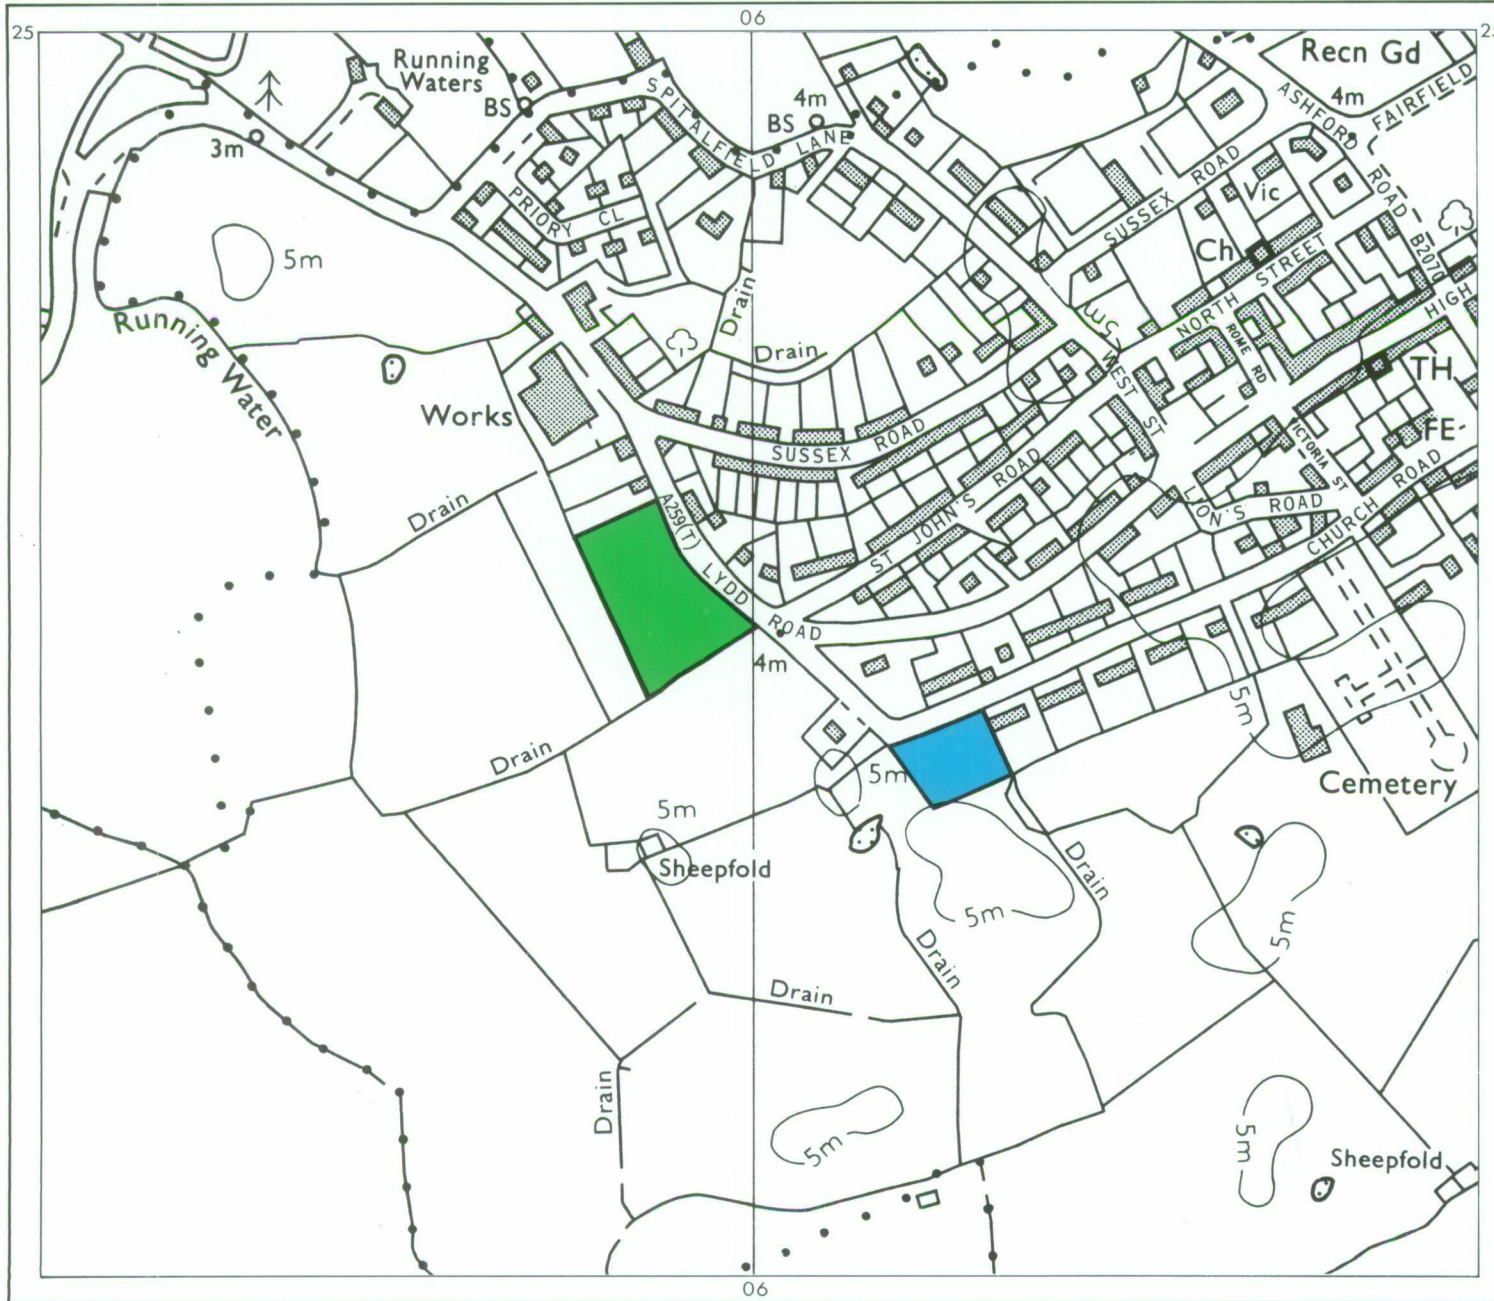 06
25
Running
Waters
BS
3m
SPITALFIELD LANE
4m
BS
Recn Gd
4m
ASHFORD ROAD
FAIRFIELD
B2070
PRIORY CL
5m
SUSSEX ROAD
Vic
Ch
NORTH STREET
HIGH
ROME
RD
5m
WEST ST
TH
FE
Drain
Drain
Running Water
Works
SUSSEX ROAD
VICTORIA ST
LION'S ROAD
CHURCH ROAD
ST JOHN'S ROAD
Drain
A259(T)
LYDD ROAD
4m
5m
Drain
5m
5m
Cemetery
Sheepfold
Drain
5m
5m
Drain
Drain
Drain
5m
5m
Sheepfold
06